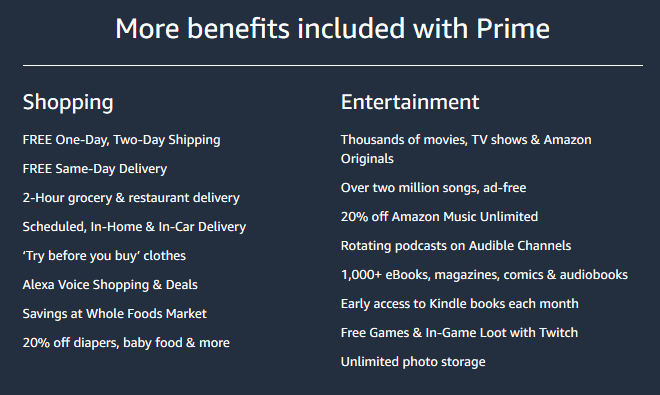 More benefits included with Prime
Shopping
FREE One-Day, Two-Day Shipping
FREE Same-Day Delivery
2-Hour grocery & restaurant delivery
Scheduled, In-Home & In-Car Delivery
‘Try before you buy’ clothes
Alexa Voice Shopping & Deals
Savings at Whole Foods Market
20% off diapers, baby food & more
Entertainment
Thousands of movies, TV shows & Amazon
Originals
Over two million songs, ad-free
20% off Amazon Music Unlimited
Rotating podcasts on Audible Channels
1,000+ eBooks, magazines, comics & audiobooks
Early access to Kindle books each month
Free Games & In-Game Loot with Twitch
Unlimited photo storage